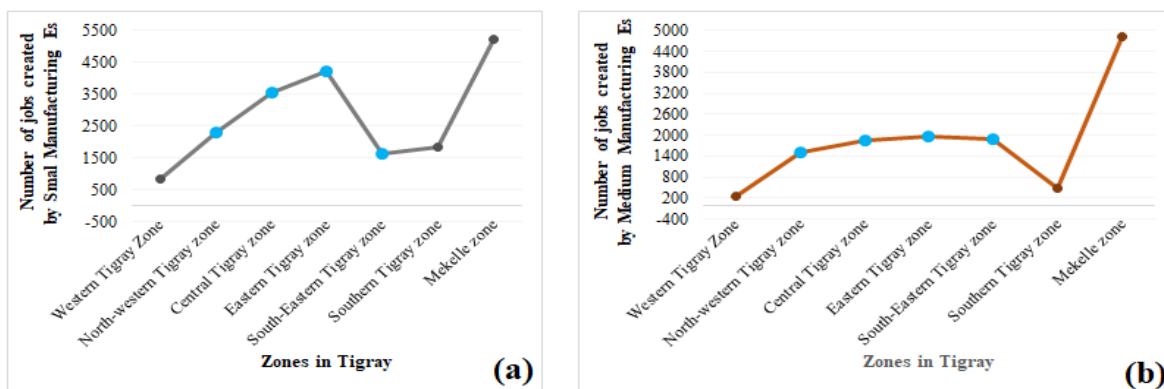 Number of jobs created
by Smal Manufacturing Es
5500
4500
3500
2500
1500
500
-500
Western Tigray Zone
North-western Tigray zone
Central Tigray zone
Eastern Tigray zone
South-Eastern Tigray zone
Southern Tigray zone
Mekelle zone
Zones in Tigray
(a)
Number of jobs created
by Medium Manufacturing Es
5000
4400
3800
3200
2600
2000
1400
800
200
-400
Western Tigray Zone
North-western Tigray zone
Central Tigray zone
Eastern Tigray zone
South-Eastern Tigray zone
Southern Tigray zone
Mekelle zone
Zones in Tigray
(b)